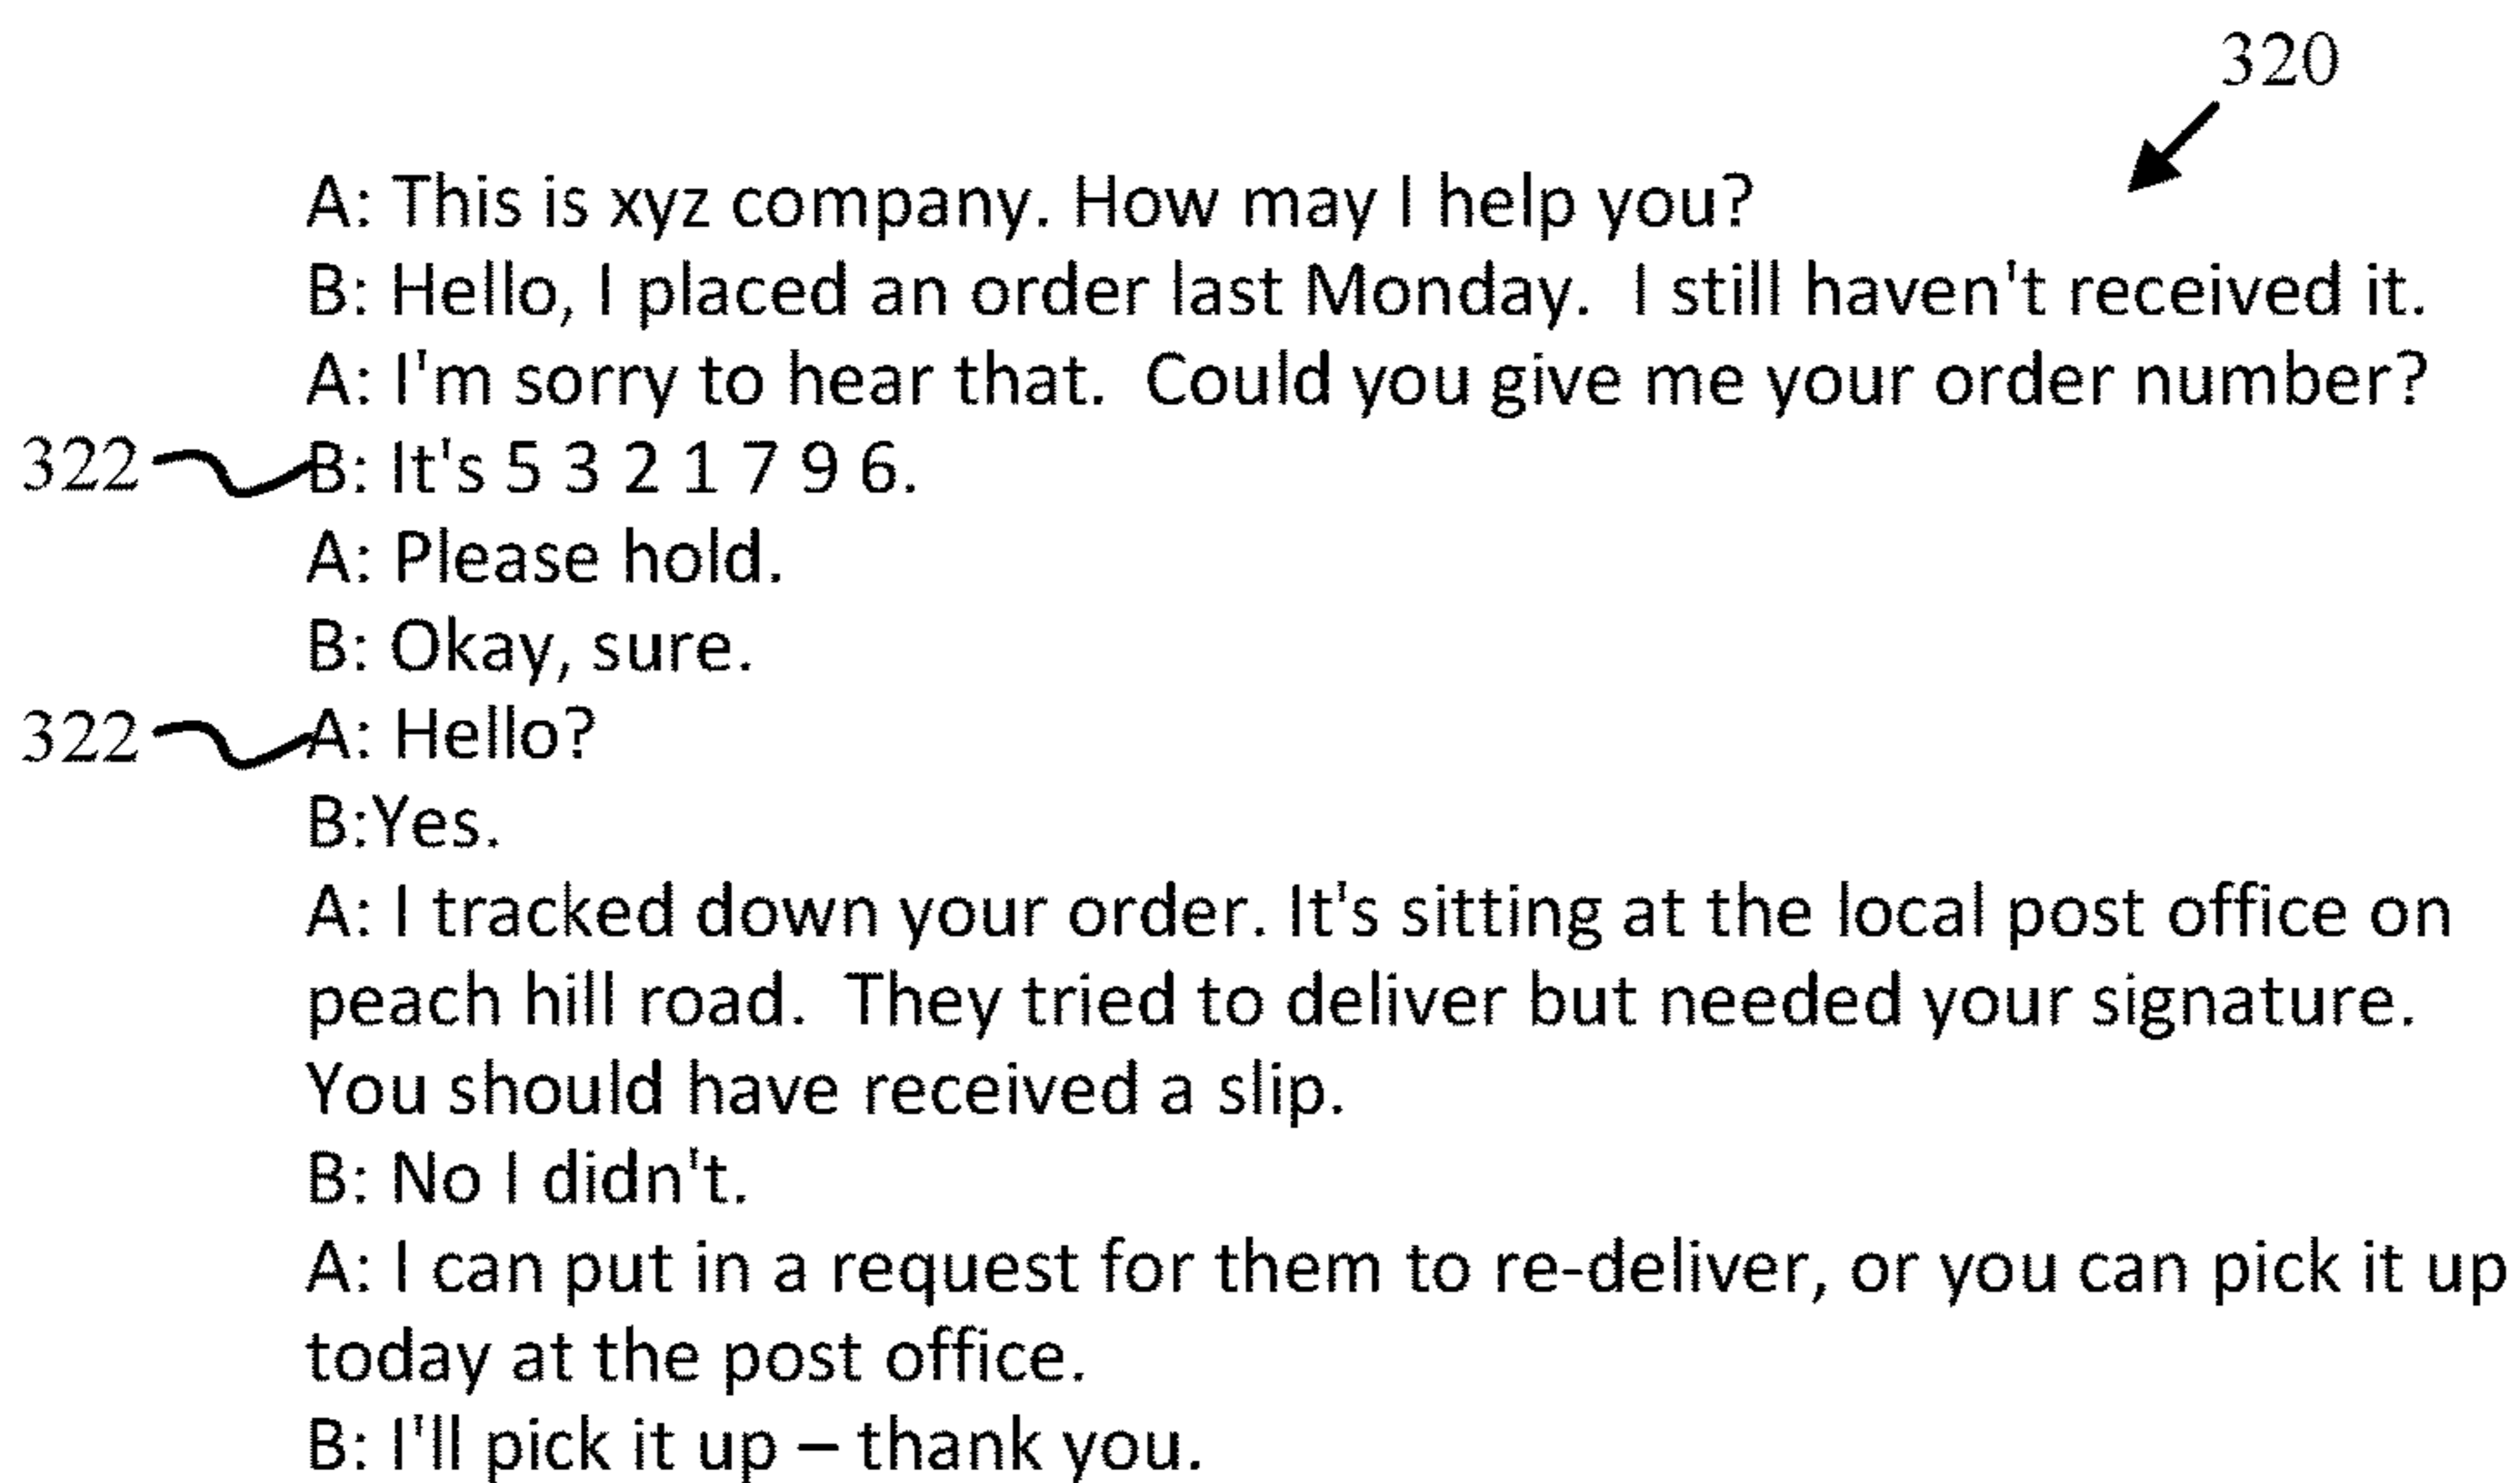 320
A: This is xyz company. How may I help you?
B: Hello, I placed an order last Monday.  I still haven't received it.
A: I'm sorry to hear that.  Could you give me your order number?
322 B: It's 5 3 2 1 7 9 6.
A: Please hold.
B: Okay, sure.
322 A: Hello?
B:Yes.
A: I tracked down your order. It's sitting at the local post office on
peach hill road.  They tried to deliver but needed your signature.
You should have received a slip.
B: No I didn't.
A: I can put in a request for them to re-deliver, or you can pick it up
today at the post office.
B: I'll pick it up – thank you.